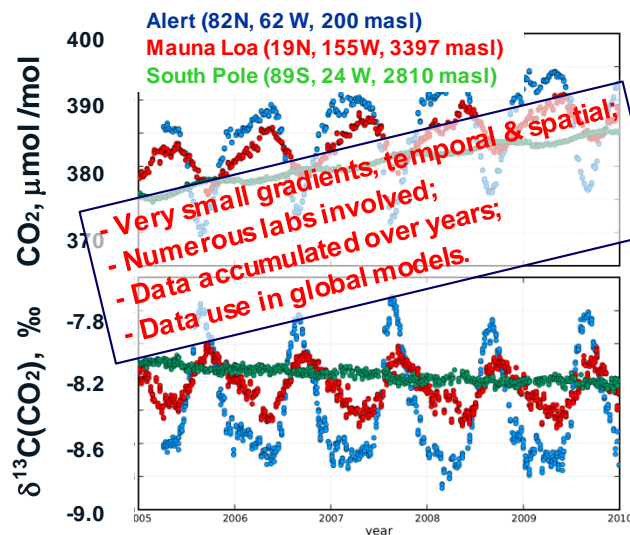 Alert (82N, 62 W, 200 masl)
Mauna Loa (19N, 155W, 3397 masl)
South Pole (89S, 24 W, 2810 masl)
CO2, μmol /mol
400
390
380
370
- Very small gradients, temporal & spatial;
- Numerous labs involved;
- Data accumulated over years;
- Data use in global models.
δ13C(CO2), ‰
-7.8
-8.2
-8.6
-9.0
005
2006
2007
2008
2009
2010
year